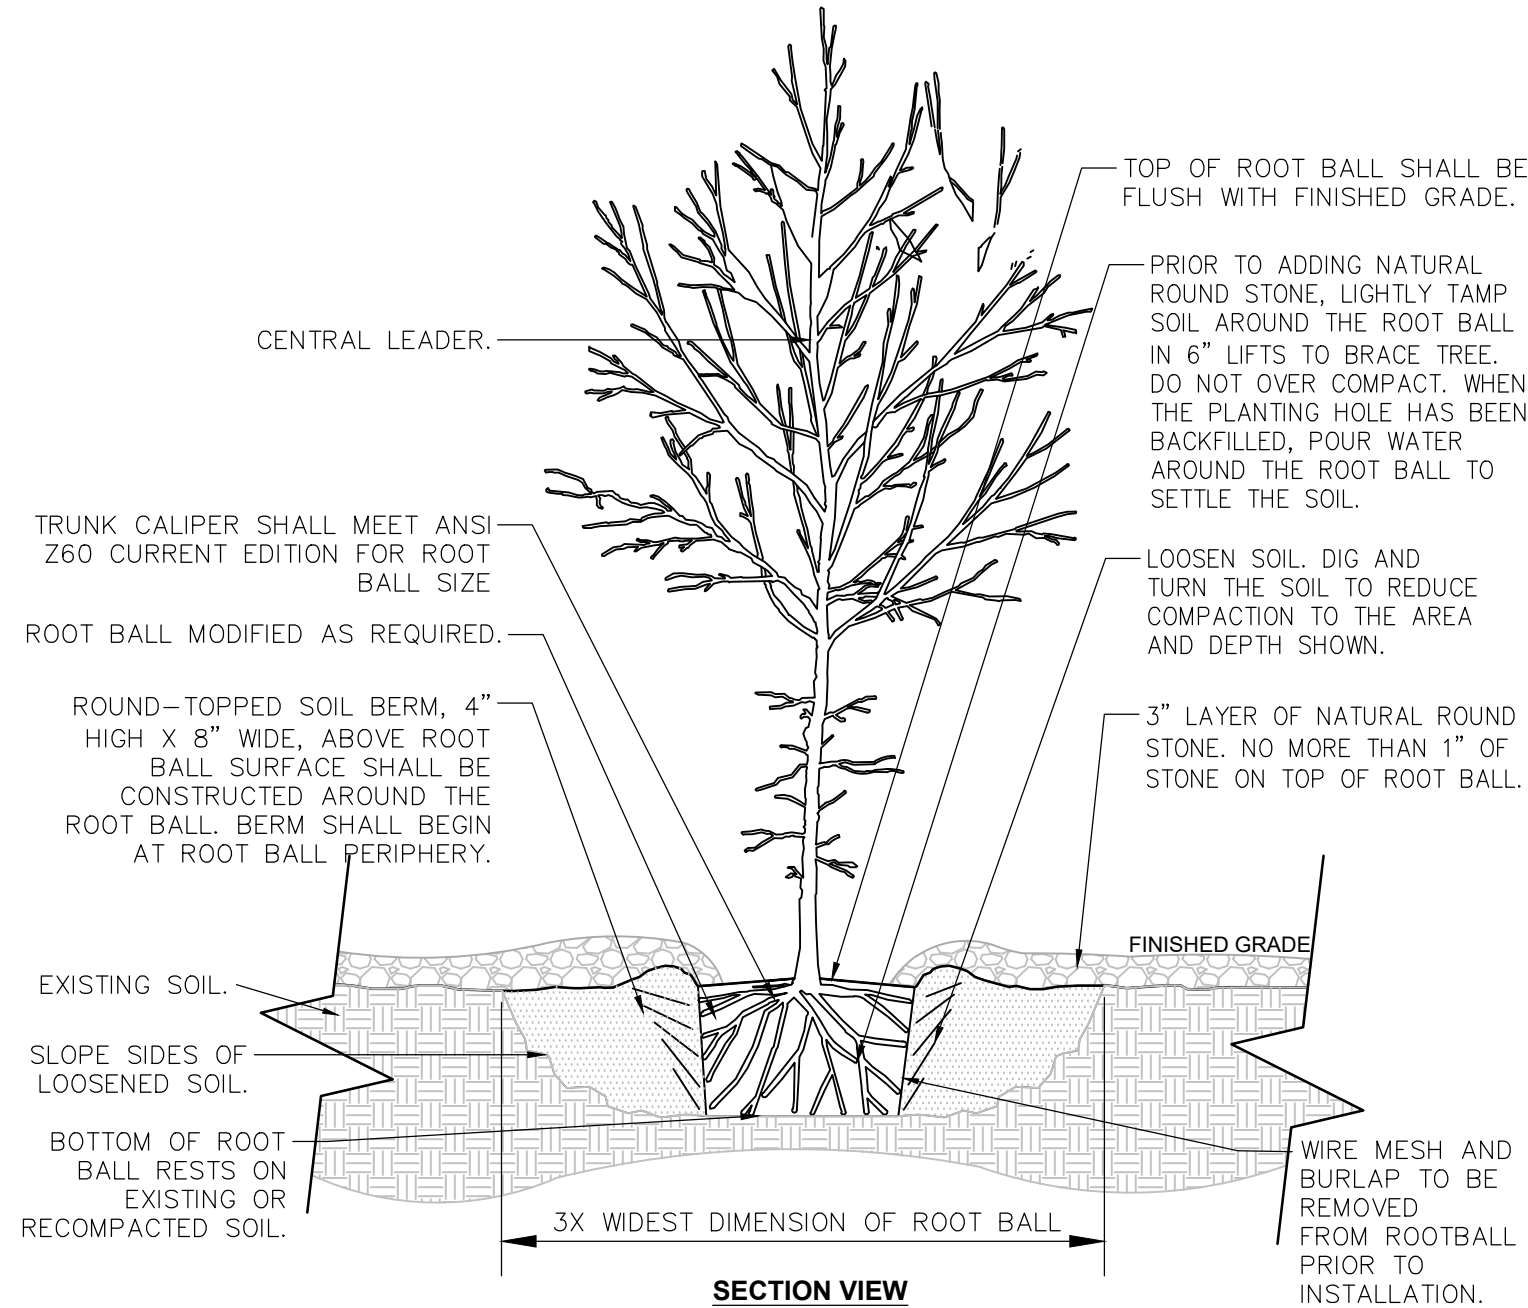 TOP OF ROOT BALL SHALL BE
FLUSH WITH FINISHED GRADE.
PRIOR TO ADDING NATURAL
ROUND STONE, LIGHTLY TAMP
SOIL AROUND THE ROOT BALL
IN 6” LIFTS TO BRACE TREE.
DO NOT OVER COMPACT. WHEN
THE PLANTING HOLE HAS BEEN
BACKFILLED, POUR WATER
AROUND THE ROOT BALL TO
SETTLE THE SOIL.
CENTRAL LEADER.
TRUNK CALIPER SHALL MEET ANSI
Z60 CURRENT EDITION FOR ROOT
BALL SIZE
LOOSEN SOIL. DIG AND
TURN THE SOIL TO REDUCE
COMPACTION TO THE AREA
AND DEPTH SHOWN.
ROOT BALL MODIFIED AS REQUIRED.
ROUND-TOPPED SOIL BERM, 4”
HIGH X 8” WIDE, ABOVE ROOT
BALL SURFACE SHALL BE
CONSTRUCTED AROUND THE
ROOT BALL. BERM SHALL BEGIN
AT ROOT BALL PERIPHERY.
3” LAYER OF NATURAL ROUND
STONE. NO MORE THAN 1” OF
STONE ON TOP OF ROOT BALL.
FINISHED GRADE
EXISTING SOIL.
SLOPE SIDES OF
LOOSENED SOIL.
BOTTOM OF ROOT
BALL RESTS ON
EXISTING OR
RECOMPACTED SOIL.
WIRE MESH AND
BURLAP TO BE
REMOVED
FROM ROOTBALL
PRIOR TO
INSTALLATION.
3X WIDEST DIMENSION OF ROOT BALL
SECTION VIEW